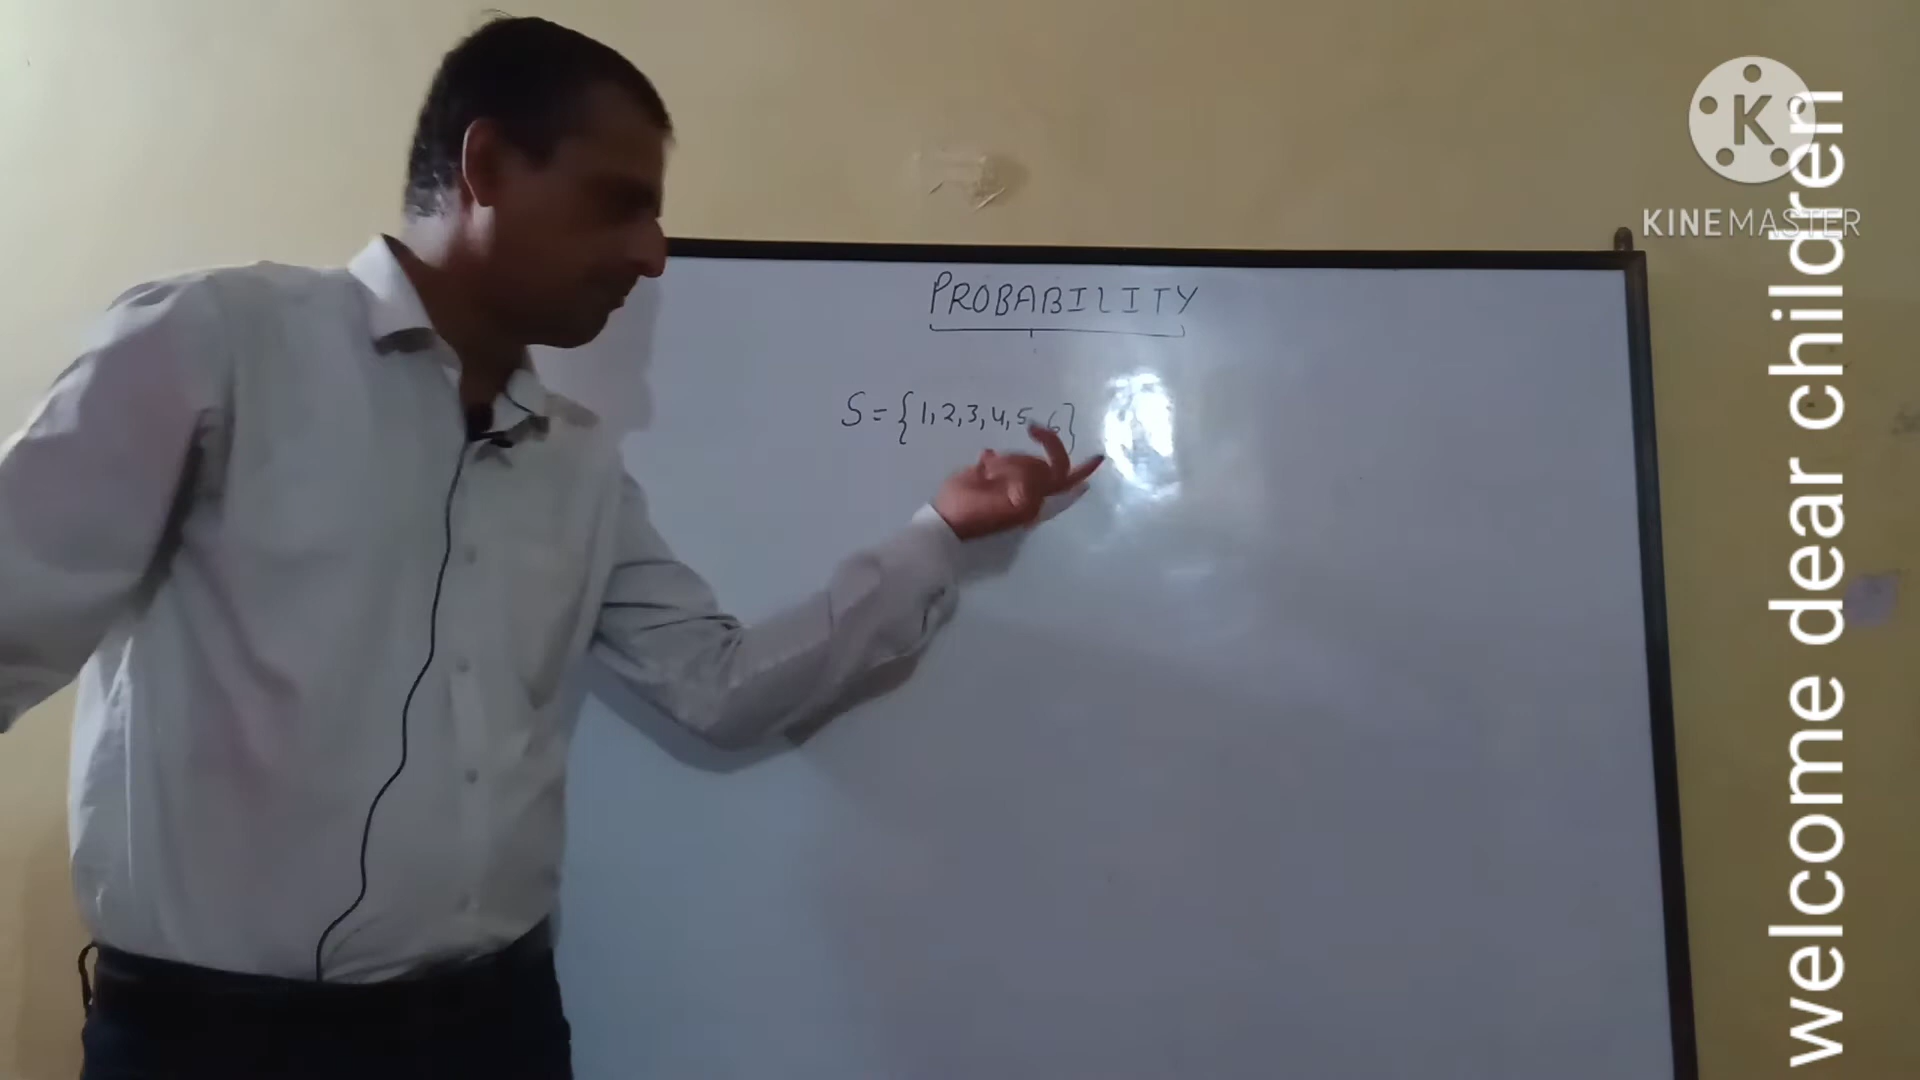 PROBABILITY
S = {1, 2, 3, 4, 5, 6}
K
KINEMASTER
welcome dear children